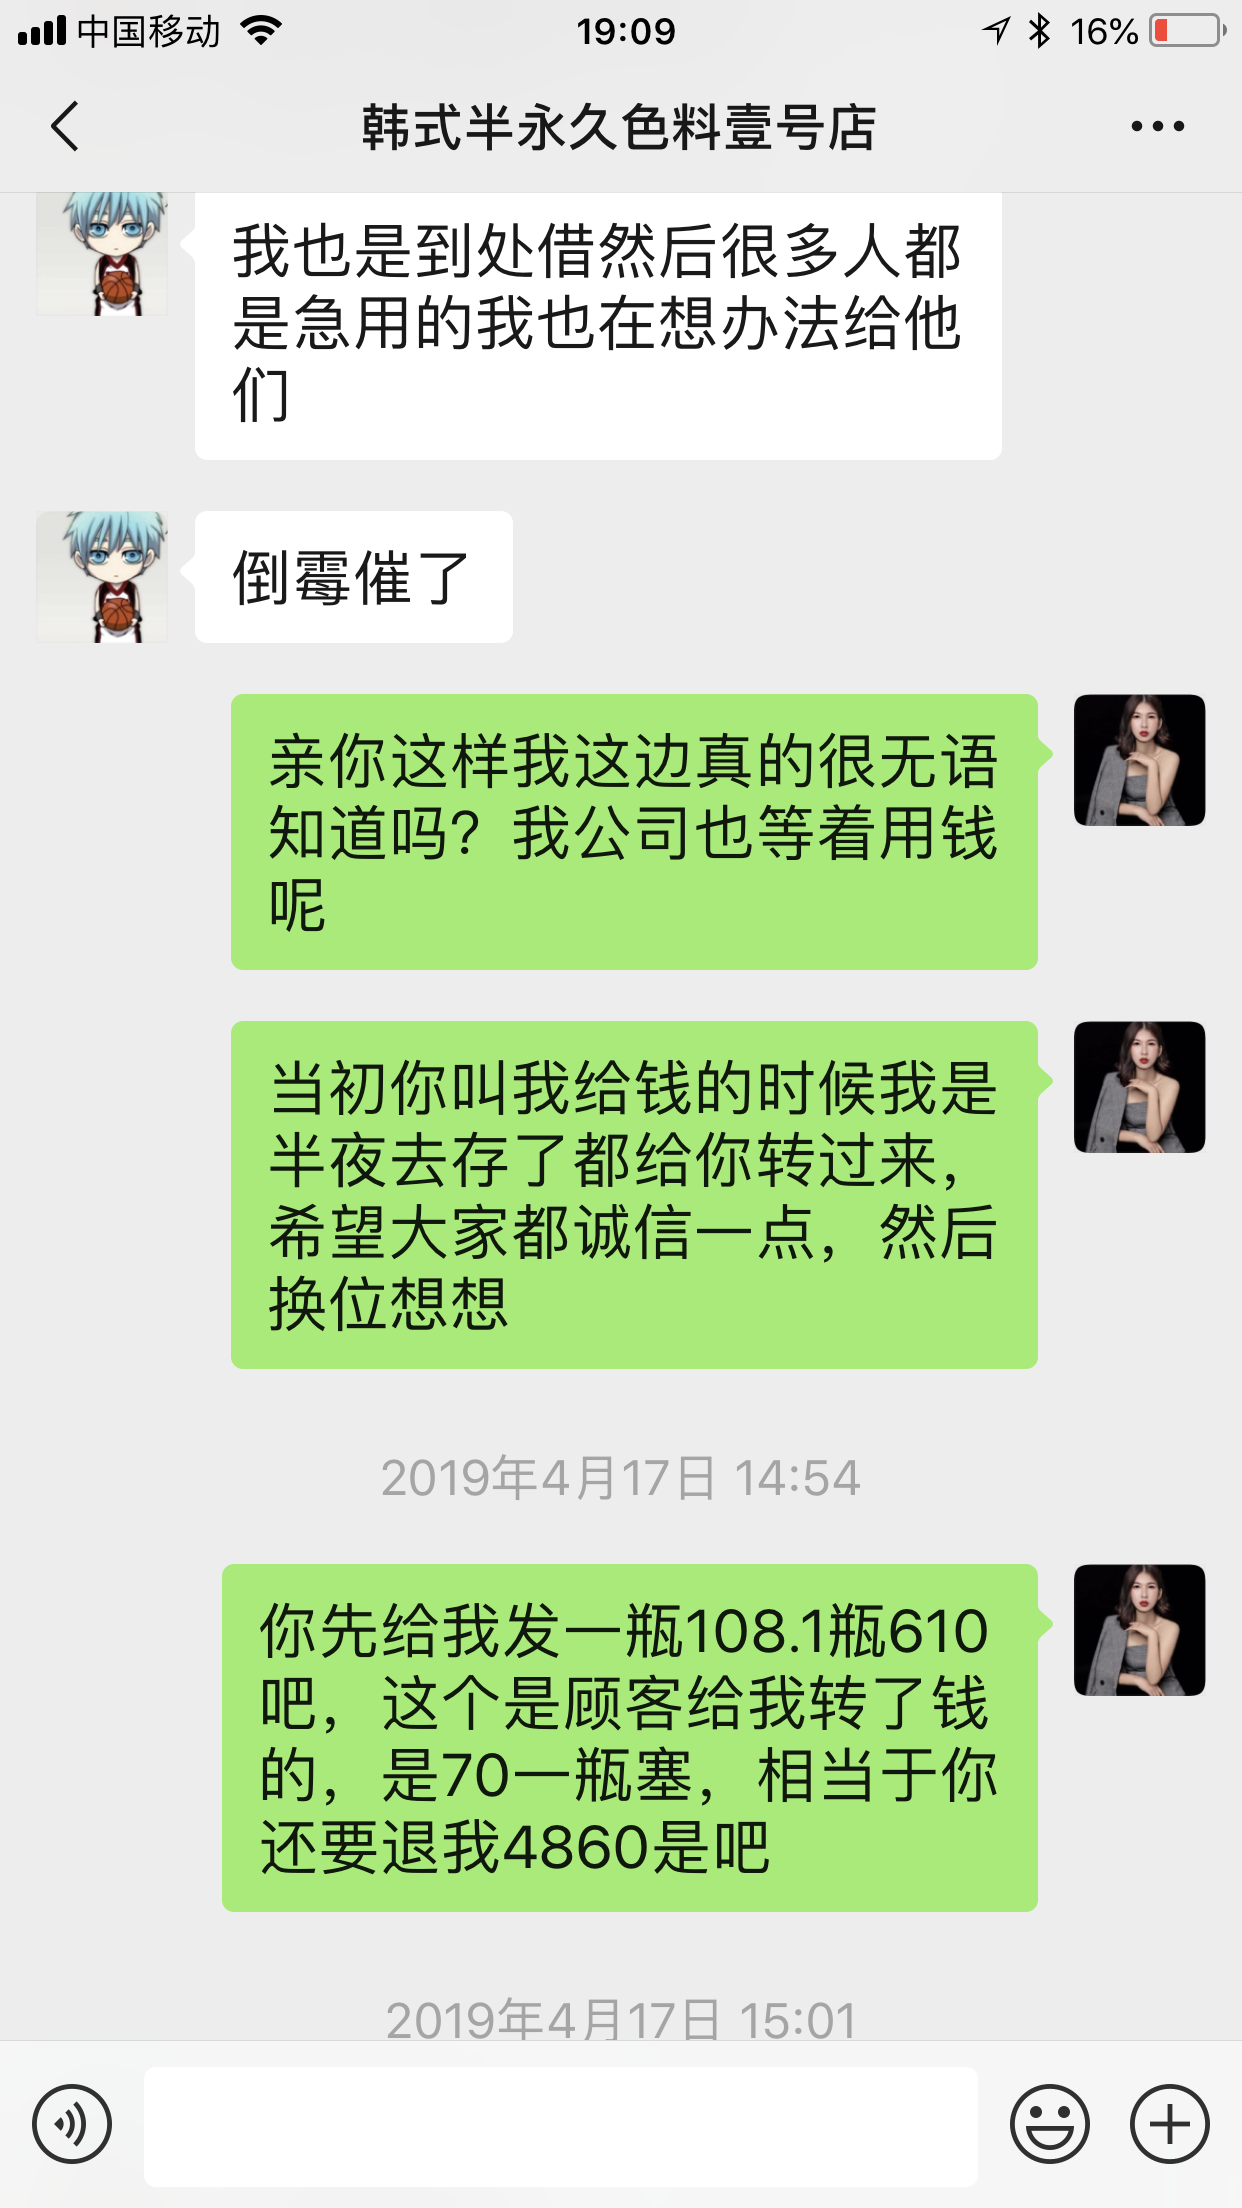 中国移动
19:09
16%
韩式半永久色料壹号店
我也是到处借然后很多人都
是急用的我也在想办法给他
们
倒霉催了
亲你这样我这边真的很无语
知道吗？我公司也等着用钱
呢
当初你叫我给钱的时候我是
半夜去存了都给你转过来，
希望大家都诚信一点，然后
换位想想
2019年4月17日 14:54
你先给我发一瓶108.1瓶610
吧，这个是顾客给我转了钱
的，是70一瓶塞，相当于你
还要退我4860是吧
2019年4月17日 15:01